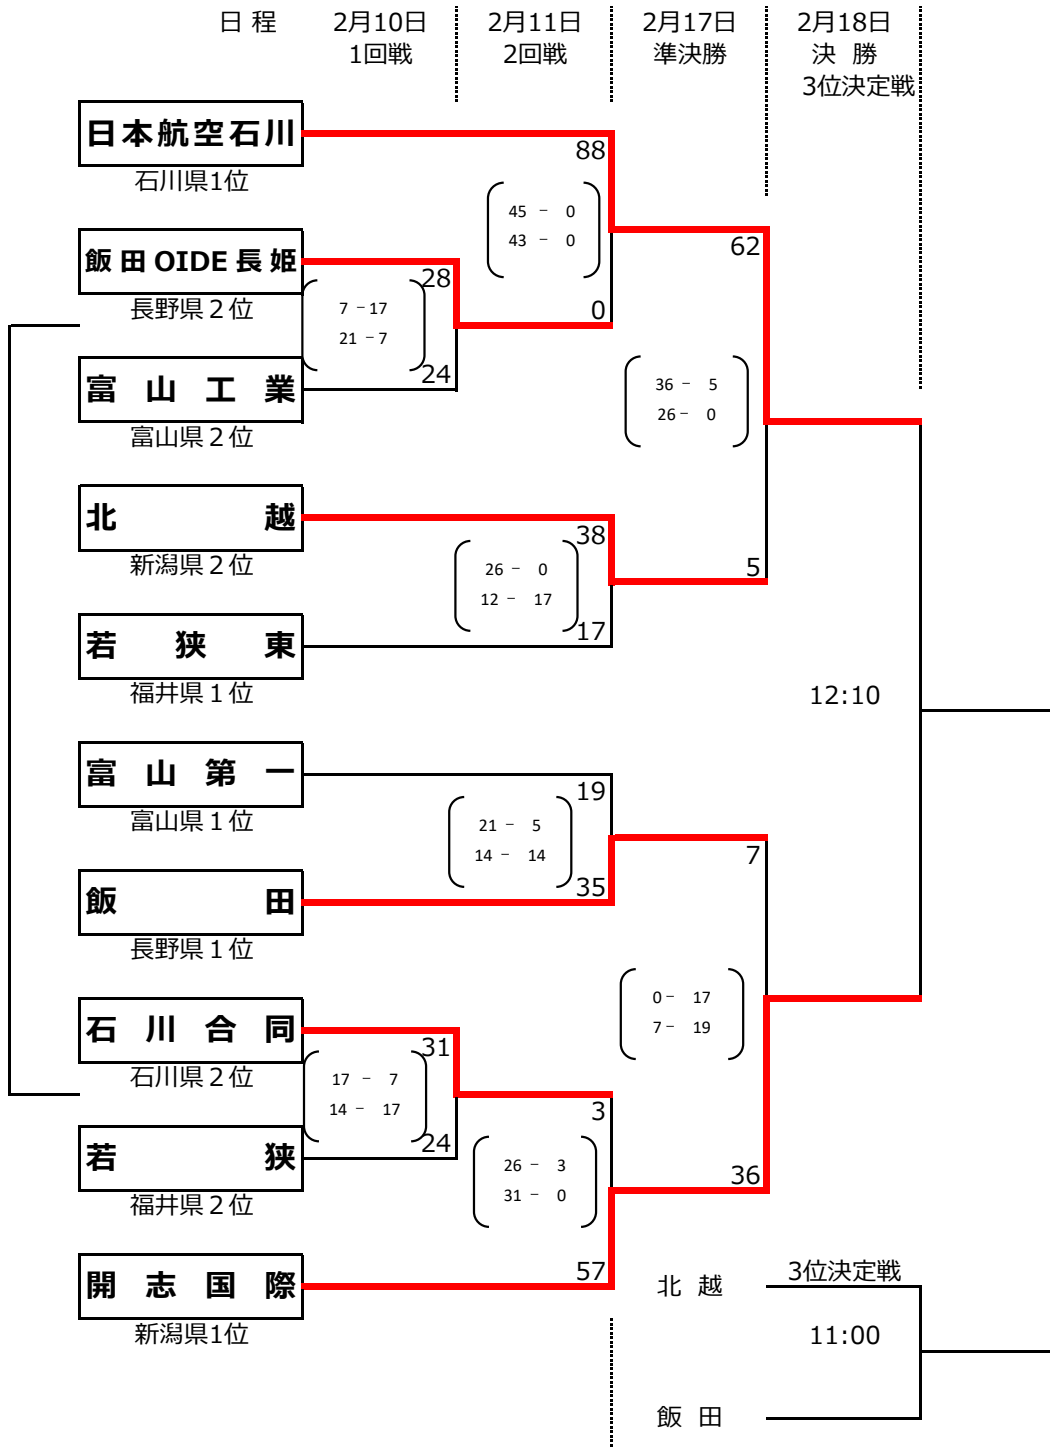 日 程 2月10日 2月11日 2月17日 2月18日
1回戦 2回戦 準決勝 決 勝
3位決定戦
日本航空石川
88
石川県1位
45 － 0
43 － 0
62
飯 田 OIDE 長 姫
28
長野県２位
7 －17
0
21 －7
24
富 山 工 業
36 － 5
26－ 0
富山県２位
北 越
38
新潟県２位
26 － 0
5
12 － 17
17
若 狭 東
福井県１位
12:10
富 山 第 一
19
富山県１位
21 － 5
14 － 14
7
35
飯 田
長野県１位
0－ 17
7－ 19
石 川 合 同
31
石川県２位
17 － 7
14 － 17
3
24
若 狭
26 － 3
31 － 0
36
福井県２位
57
開 志 国 際
新潟県1位
3位決定戦
北 越
11:00
飯 田